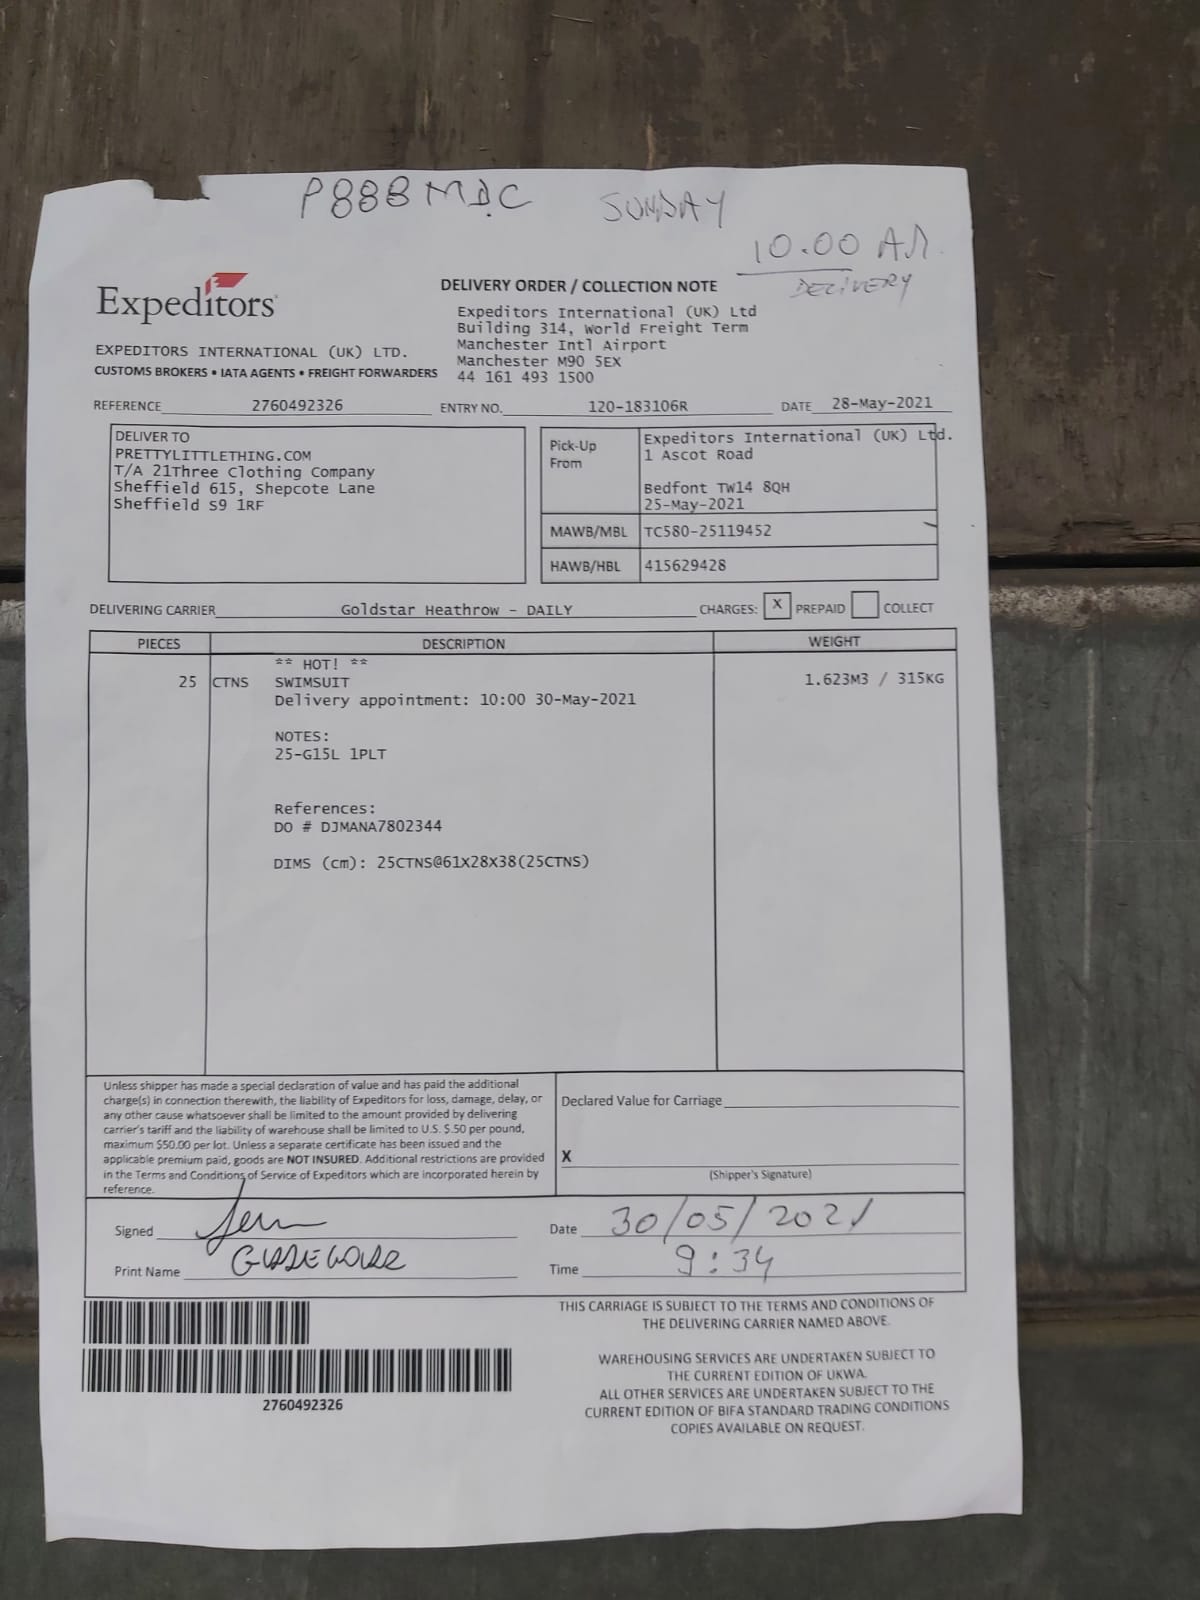 P888MDC SUNDAY
10.00 AM
DELIVERY
Expeditors
DELIVERY ORDER / COLLECTION NOTE
Expeditors International (UK) Ltd
Building 314, World Freight Term
Manchester Intl Airport
Manchester M90 5EX
44 161 493 1500
EXPEDITORS INTERNATIONAL (UK) LTD.
CUSTOMS BROKERS • IATA AGENTS • FREIGHT FORWARDERS
REFERENCE 2760492326 ENTRY NO. 120-183106R DATE 28-May-2021
DELIVER TO
PRETTYLITTLETHING.COM
T/A 21Three Clothing Company
Sheffield 615, Shepcote Lane
Sheffield S9 1RF
Pick-Up From
Expeditors International (UK) Ltd.
1 Ascot Road
Bedfont TW14 8QH
25-May-2021
MAWB/MBL TC580-25119452
HAWB/HBL 415629428
DELIVERING CARRIER Goldstar Heathrow - DAILY CHARGES: X PREPAID COLLECT
PIECES DESCRIPTION WEIGHT
** HOT! **
25 CTNS SWIMSUIT 1.623M3 / 315KG
Delivery appointment: 10:00 30-May-2021
NOTES:
25-G15L 1PLT
References:
DO # DJMANA7802344
DIMS (cm): 25CTNS@61X28X38(25CTNS)
Unless shipper has made a special declaration of value and has paid the additional
charge(s) in connection therewith, the liability of Expeditors for loss, damage, delay, or
any other cause whatsoever shall be limited to the amount provided by delivering
carrier's tariff and the liability of warehouse shall be limited to U.S. $.50 per pound,
maximum $50.00 per lot. Unless a separate certificate has been issued and the
applicable premium paid, goods are NOT INSURED. Additional restrictions are provided
in the Terms and Conditions of Service of Expeditors which are incorporated herein by
reference.
Declared Value for Carriage
X
(Shipper's Signature)
Signed
Print Name
Date 30/05/2021
Time 9:34
2760492326
THIS CARRIAGE IS SUBJECT TO THE TERMS AND CONDITIONS OF
THE DELIVERING CARRIER NAMED ABOVE.
WAREHOUSING SERVICES ARE UNDERTAKEN SUBJECT TO
THE CURRENT EDITION OF UKWA.
ALL OTHER SERVICES ARE UNDERTAKEN SUBJECT TO THE
CURRENT EDITION OF BIFA STANDARD TRADING CONDITIONS
COPIES AVAILABLE ON REQUEST.